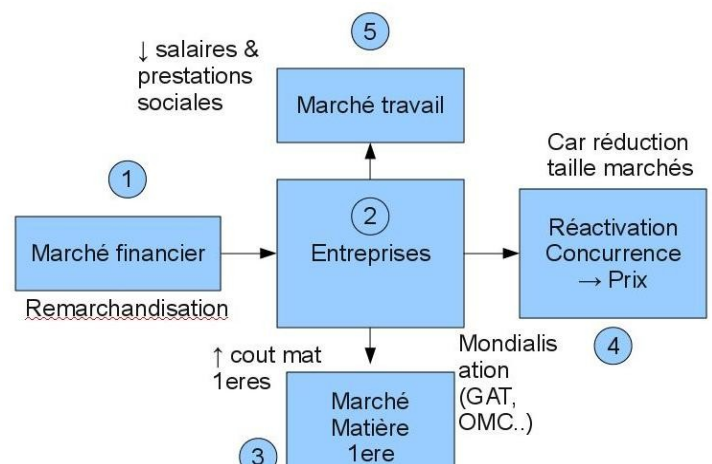 5
↓ salaires &
prestations
sociales
Marché travail
1
Car réduction
taille marchés
2
Marché financier
Entreprises
Réactivation
Concurrence
→ Prix
Remarchandisation
↑ cout mat
1eres
Mondialis
ation
(GAT,
OMC..)
4
Marché
Matière
1ere
3